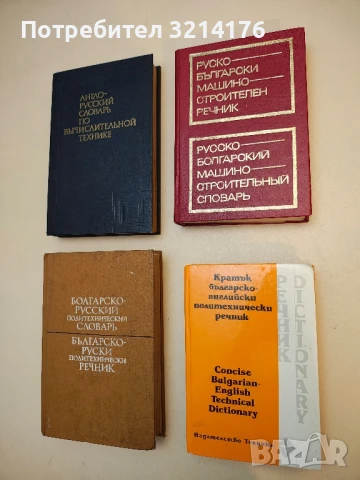 3214176
АНГЛО-
РУССКИЙ
СЛОВАРЬ
ПО
ВЫЧИСЛИТЕЛЬНОЙ
ТЕХНИКЕ
РУСКО-
БЪЛГАРСКИ
МАШИНО-
СТРОИТЕЛЕН
РЕЧНИК
РУССКО-
БОЛГАРСКИЙ
МАШИНО-
СТРОИТЕЛЬНЫЙ
СЛОВАРЬ
БОЛГАРСКО-
РУССКИЙ
ПОЛИТЕХНИЧЕСКИЙ
СЛОВАРЬ
БЪЛГАРСКО-
РУСКИ
ПОЛИТЕХНИЧЕСКИ
РЕЧНИК
Кратък
българско-
английски
политехнически
речник
Concise
Bulgarian-
English
Technical
Dictionary
Издателство Техника
РЕЧНИК
DICTIONARY
BAZAR